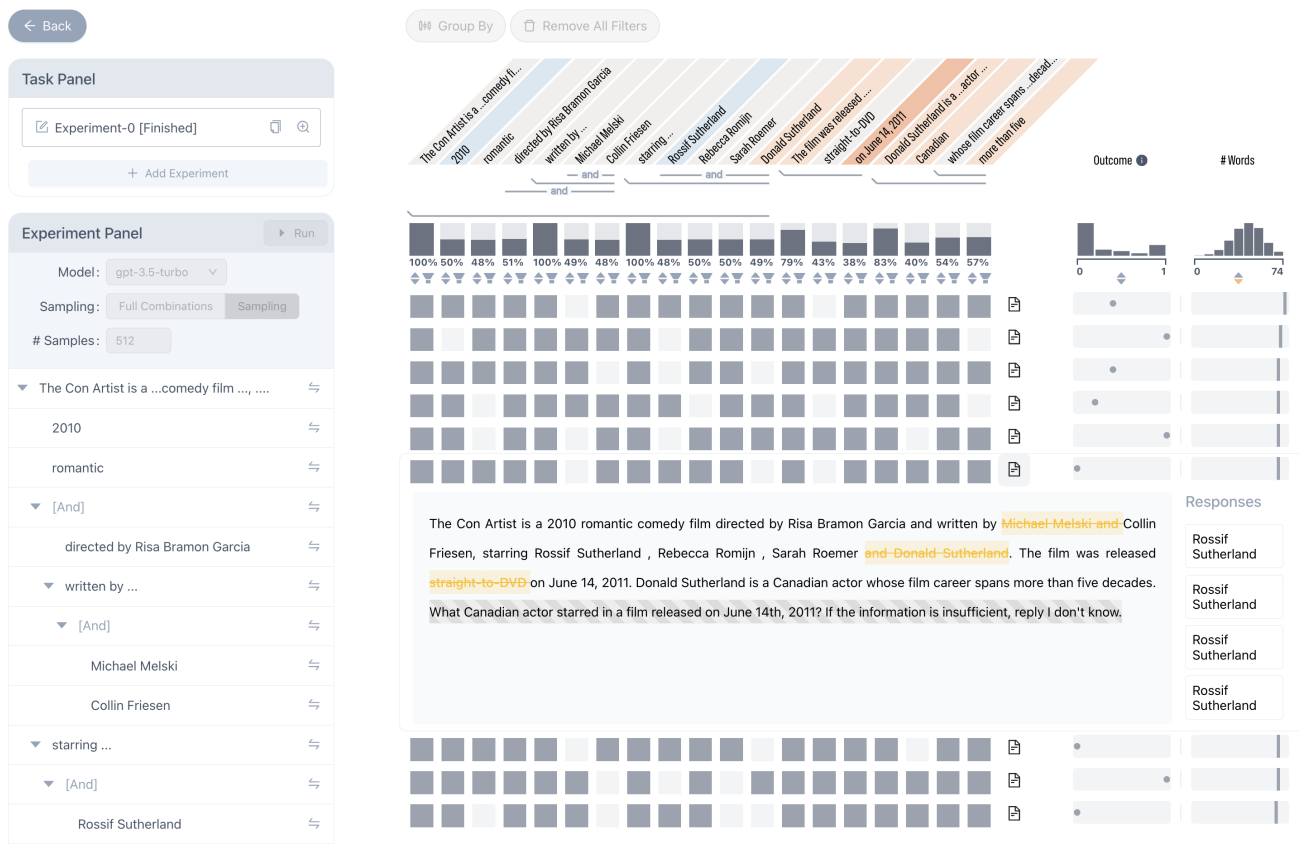 Back
Group By
Remove All Filters
Task Panel
Experiment-0 [Finished]
+ Add Experiment
Experiment Panel
Run
Model:
gpt-3.5-turbo
Sampling:
Full Combinations
Sampling
# Samples:
512
The Con Artist is a ...comedy film ..., ....
2010
romantic
[And]
directed by Risa Bramon Garcia
written by ...
[And]
Michael Melski
Collin Friesen
starring ...
[And]
Rossif Sutherland
The Con Artist is a ...comedy fi...
2010
romantic
directed by Risa Bramon Garcia
written by ...
Michael Melski
Collin Friesen
starring ...
Rossif Sutherland
Rebecca Romijn
Sarah Roemer
Donald Sutherland
The film was released ....
straight-to-DVD
on June 14, 2011
Donald Sutherland is a ...actor ...
Canadian
whose film career spans ...decad...
more than five
Outcome
# Words
and
and
and
100% 50% 48% 51% 100% 49% 48% 100% 48% 50% 50% 49% 79% 43% 38% 83% 40% 54% 57%
0 1
0 74
The Con Artist is a 2010 romantic comedy film directed by Risa Bramon Garcia and written by Michael Melski and Collin
Friesen, starring Rossif Sutherland , Rebecca Romijn , Sarah Roemer and Donald Sutherland. The film was released
straight-to-DVD on June 14, 2011. Donald Sutherland is a Canadian actor whose film career spans more than five decades.
What Canadian actor starred in a film released on June 14th, 2011? If the information is insufficient, reply I don't know.
Responses
Rossif
Sutherland
Rossif
Sutherland
Rossif
Sutherland
Rossif
Sutherland